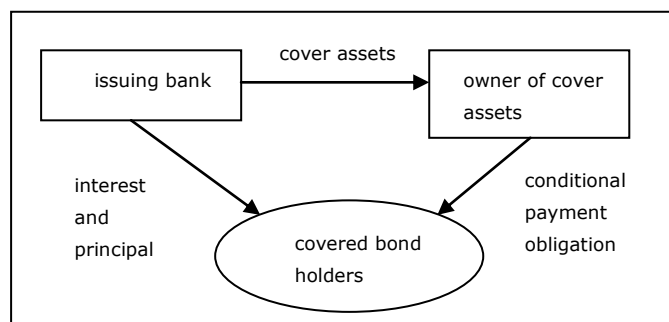 cover assets
issuing bank
owner of cover
assets
interest
and
principal
conditional
payment
obligation
covered bond
holders